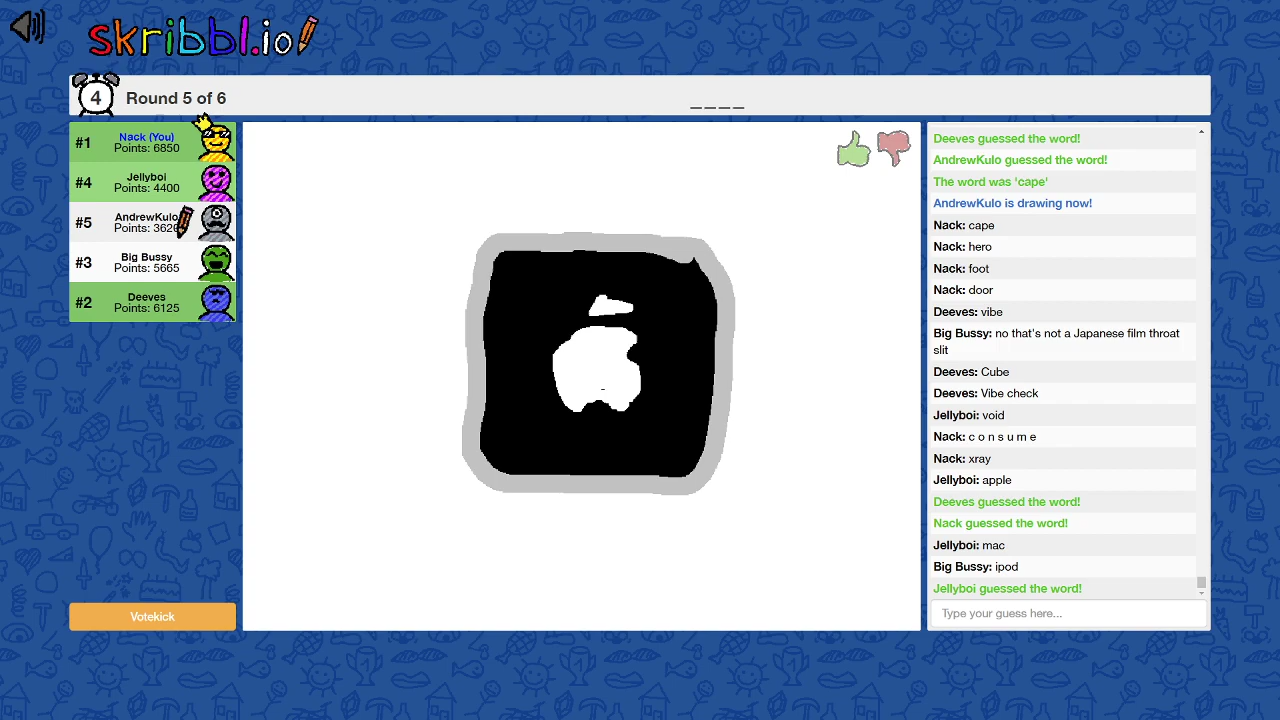 skribbl.io
4
Round 5 of 6
_ _ _ _
#1
Nack (You)
Points: 6850
#4
Jellyboi
Points: 4400
#5
AndrewKulo
Points: 3620
#3
Big Bussy
Points: 5665
#2
Deeves
Points: 6125
Votekick
Deeves guessed the word!
AndrewKulo guessed the word!
The word was 'cape'
AndrewKulo is drawing now!
Nack: cape
Nack: hero
Nack: foot
Nack: door
Deeves: vibe
Big Bussy: no that's not a Japanese film throat
slit
Deeves: Cube
Deeves: Vibe check
Jellyboi: void
Nack: c o n s u m e
Nack: xray
Jellyboi: apple
Deeves guessed the word!
Nack guessed the word!
Jellyboi: mac
Big Bussy: ipod
Jellyboi guessed the word!
Type your guess here...